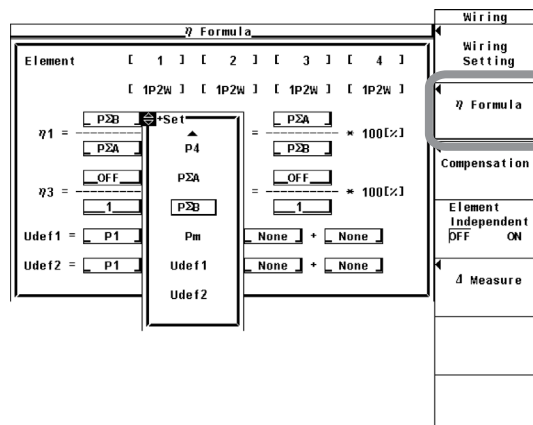 η Formula
Element [ 1 ] [ 2 ] [ 3 ] [ 4 ]
[ 1P2W ] [ 1P2W ] [ 1P2W ] [ 1P2W ]
PΣB
η1 =
PΣA
+Set
P4
PΣA
PΣB
Pm
Udef1
Udef2
PΣA
= * 100[%]
PΣB
OFF
η3 =
1
OFF
= * 100[%]
1
Udef1 = P1
None + None
Udef2 = P1
None + None
Wiring
Wiring
Setting
η Formula
Compensation
Element
Independent
OFF ON
Δ Measure